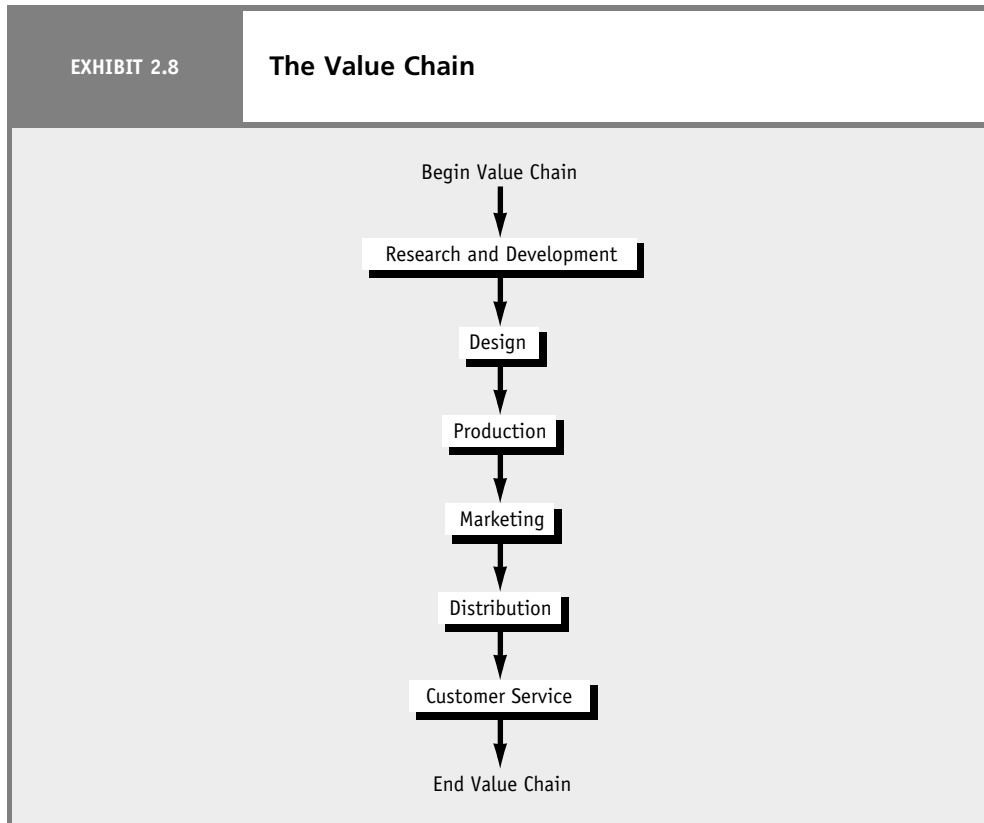 EXHIBIT 2.8
The Value Chain
Begin Value Chain
Research and Development
Design
Production
Marketing
Distribution
Customer Service
End Value Chain